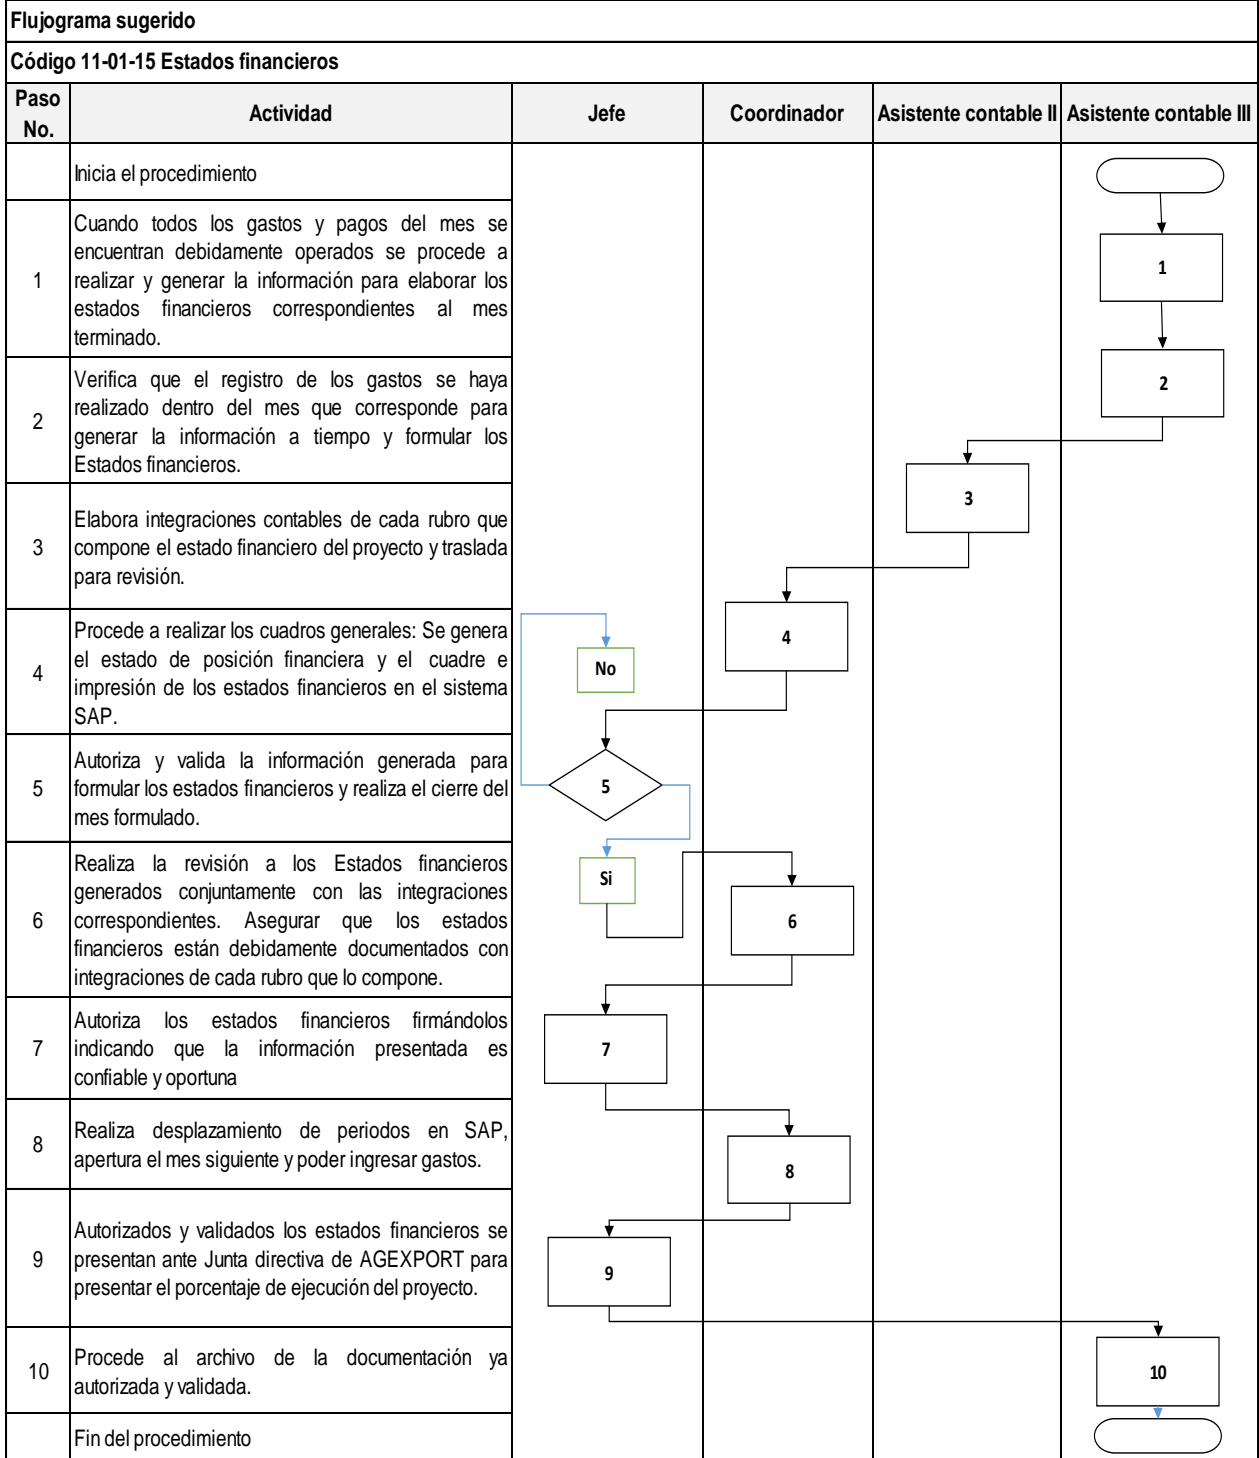 Flujograma sugerido
Código 11-01-15 Estados financieros
Paso No. Actividad Jefe Coordinador Asistente contable II Asistente contable III
Inicia el procedimiento
1
Cuando todos los gastos y pagos del mes se
encuentran debidamente operados se procede a
realizar y generar la información para elaborar los
estados financieros correspondientes al mes
terminado.
1
2
Verifica que el registro de los gastos se haya
realizado dentro del mes que corresponde para
generar la información a tiempo y formular los
Estados financieros.
2
3
Elabora integraciones contables de cada rubro que
compone el estado financiero del proyecto y traslada
para revisión.
3
4
Procede a realizar los cuadros generales: Se genera
el estado de posición financiera y el cuadre e
impresión de los estados financieros en el sistema
SAP.
4
No
5
Autoriza y valida la información generada para
formular los estados financieros y realiza el cierre del
mes formulado.
5
Si
6
Realiza la revisión a los Estados financieros
generados conjuntamente con las integraciones
correspondientes. Asegurar que los estados
financieros están debidamente documentados con
integraciones de cada rubro que lo compone.
6
7
Autoriza los estados financieros firmándolos
indicando que la información presentada es
confiable y oportuna
7
8
Realiza desplazamiento de periodos en SAP,
apertura el mes siguiente y poder ingresar gastos.
8
9
Autorizados y validados los estados financieros se
presentan ante Junta directiva de AGEXPORT para
presentar el porcentaje de ejecución del proyecto.
9
10
Procede al archivo de la documentación ya
autorizada y validada.
10
Fin del procedimiento